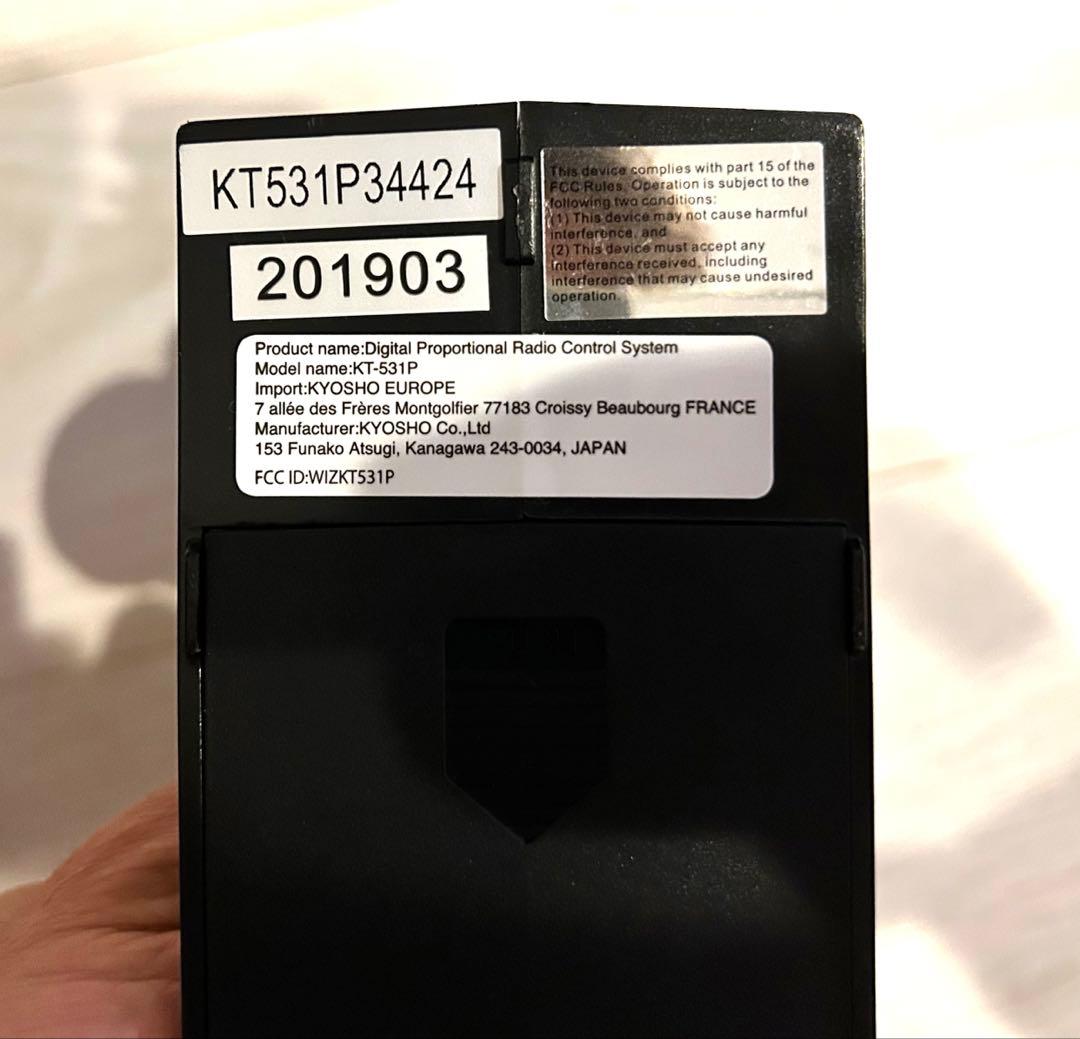 KT531P34424
201903
This device complies with part 15 of the
FCC Rules. Operation is subject to the
following two conditions:
(1) This device may not cause harmful
interference, and
(2) This device must accept any
interference received, including
interference that may cause undesired
operation.
Product name:Digital Proportional Radio Control System
Model name:KT-531P
Import:KYOSHO EUROPE
7 allée des Frères Montgolfier 77183 Croissy Beaubourg FRANCE
Manufacturer:KYOSHO Co.,Ltd
153 Funako Atsugi, Kanagawa 243-0034, JAPAN
FCC ID:WIZKT531P